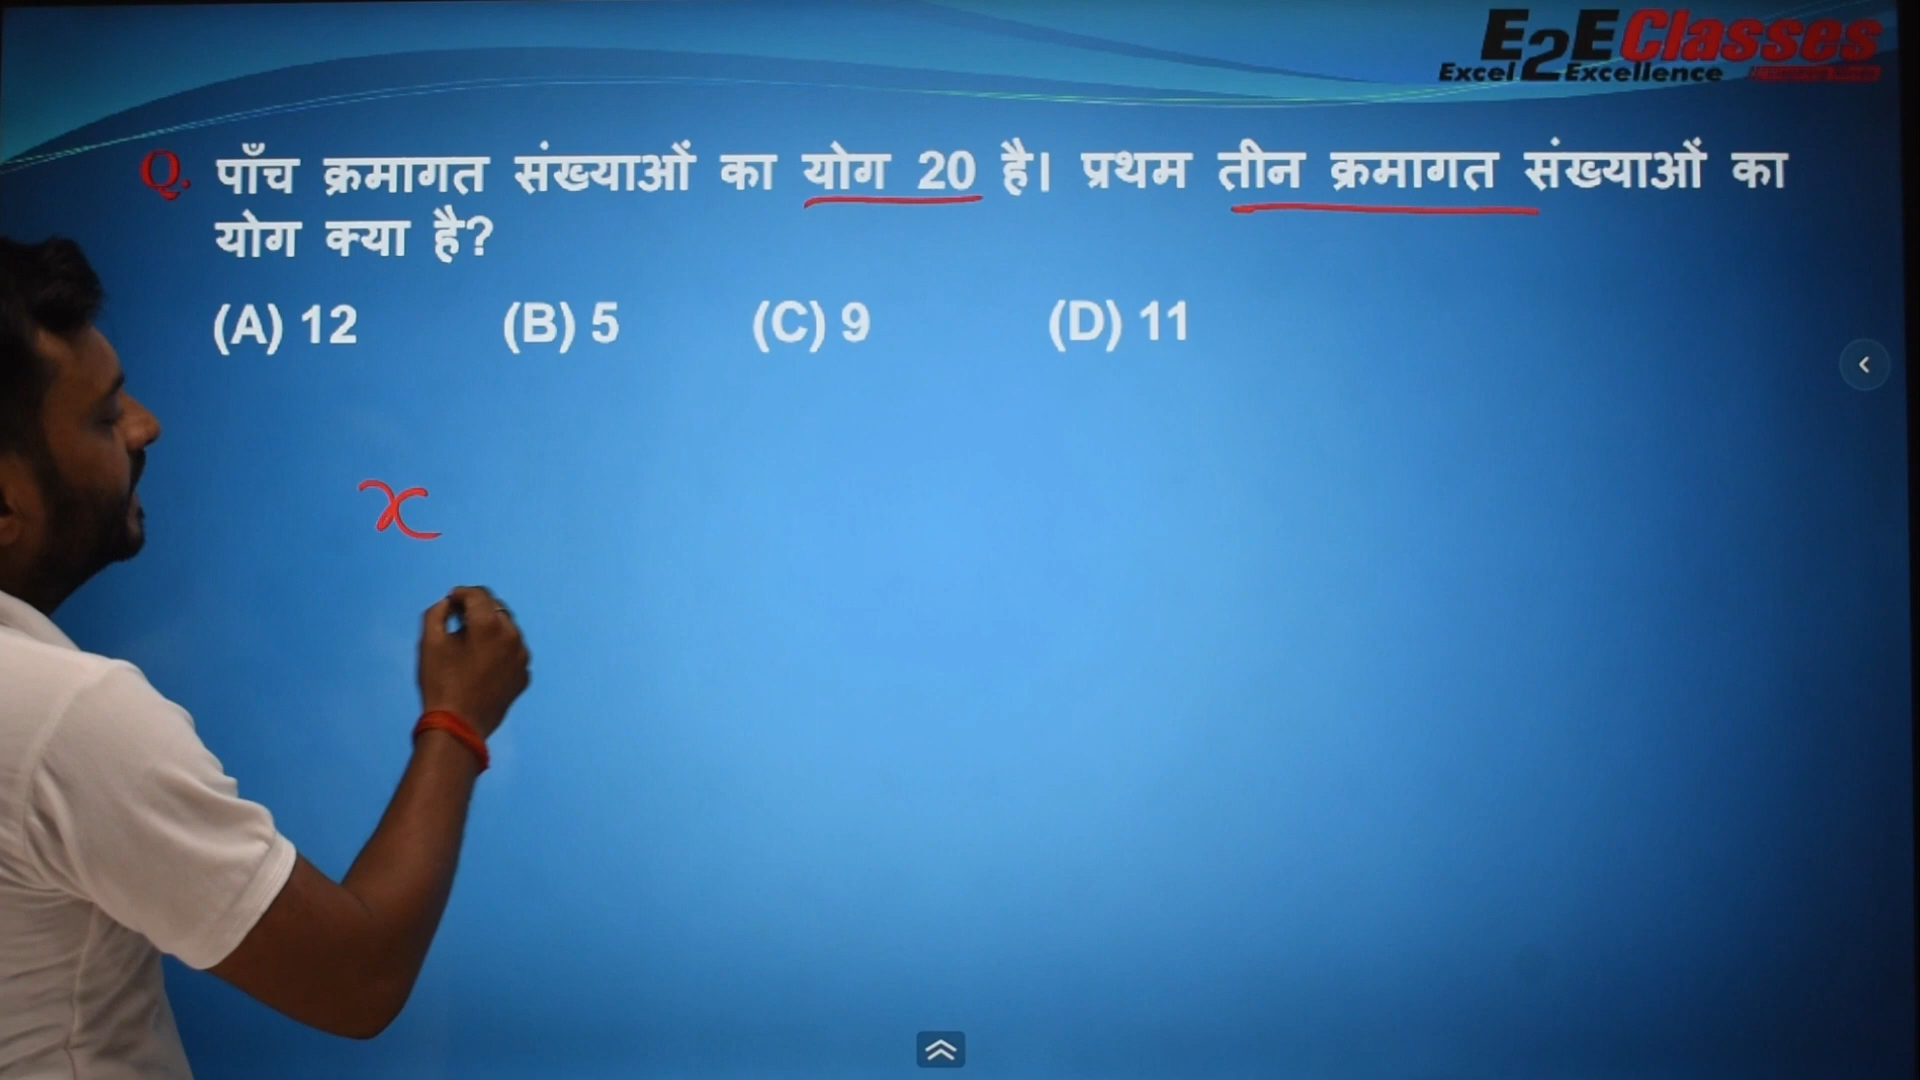 E2E Classes
Excel 2 Excellence
Q. पाँच क्रमागत संख्याओं का योग 20 है। प्रथम तीन क्रमागत संख्याओं का
योग क्या है?
(A) 12 (B) 5 (C) 9 (D) 11
x